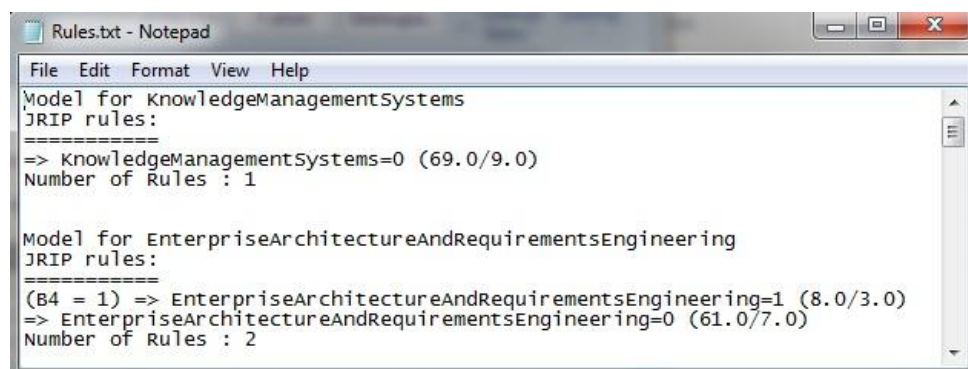 Rules.txt - Notepad
File Edit Format View Help
Model for KnowledgeManagementSystems
JRIP rules:
===========
=> KnowledgeManagementSystems=0 (69.0/9.0)
Number of Rules : 1
Model for EnterpriseArchitectureAndRequirementsEngineering
JRIP rules:
===========
(B4 = 1) => EnterpriseArchitectureAndRequirementsEngineering=1 (8.0/3.0)
=> EnterpriseArchitectureAndRequirementsEngineering=0 (61.0/7.0)
Number of Rules : 2